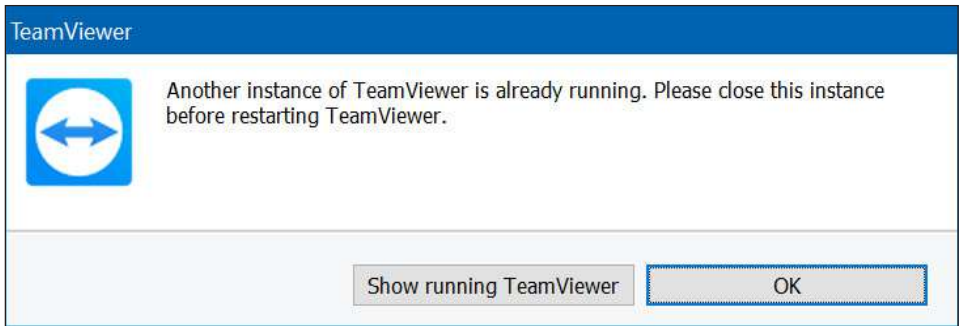 TeamViewer
Another instance of TeamViewer is already running. Please close this instance
before restarting TeamViewer.
Show running TeamViewer
OK